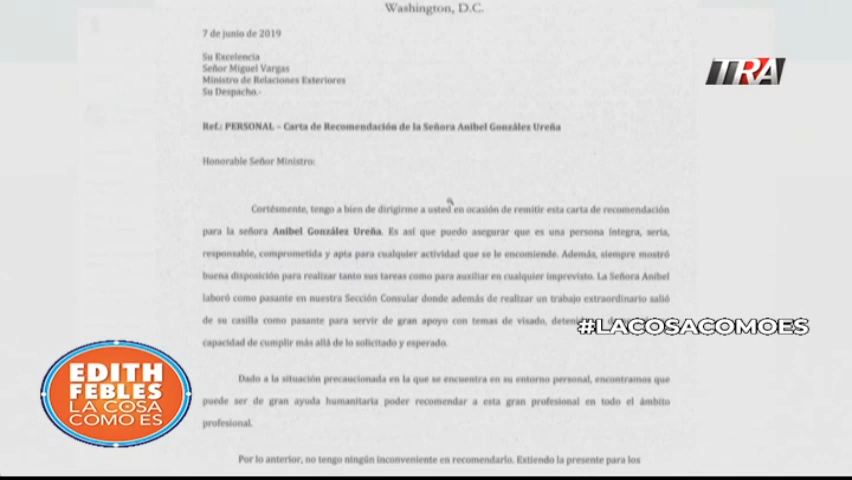 Washington, D.C.
7 de junio de 2019
Su Excelencia
Señor Miguel Vargas
Ministro de Relaciones Exteriores
Su Despacho.-
Ref.: PERSONAL - Carta de Recomendación de la Señora Anibel González Ureña
Honorable Señor Ministro:
Cortésmente, tengo a bien de dirigirme a usted en ocasión de remitir esta carta de recomendación
para la señora Anibel González Ureña. Es así que puedo asegurar que es una persona íntegra, seria,
responsable, comprometida y apta para cualquier actividad que se le encomiende. Además, siempre mostró
buena disposición para realizar tanto sus tareas como para auxiliar en cualquier imprevisto. La Señora Anibel
laboró como pasante en nuestra Sección Consular donde además de realizar un trabajo extraordinario salió
de su casilla como pasante para servir de gran apoyo con temas de visado,
capacidad de cumplir más allá de lo solicitado y esperado.
Dado a la situación precaucionada en la que se encuentra en su entorno personal, encontramos que
puede ser de gran ayuda humanitaria poder recomendar a esta gran profesional en todo el ámbito
profesional.
Por lo anterior, no tengo ningún inconveniente en recomendarlo. Extiendo la presente para los
TRA
#LACOSACOMOES
EDITH
FEBLES
LA COSA
COMO ES